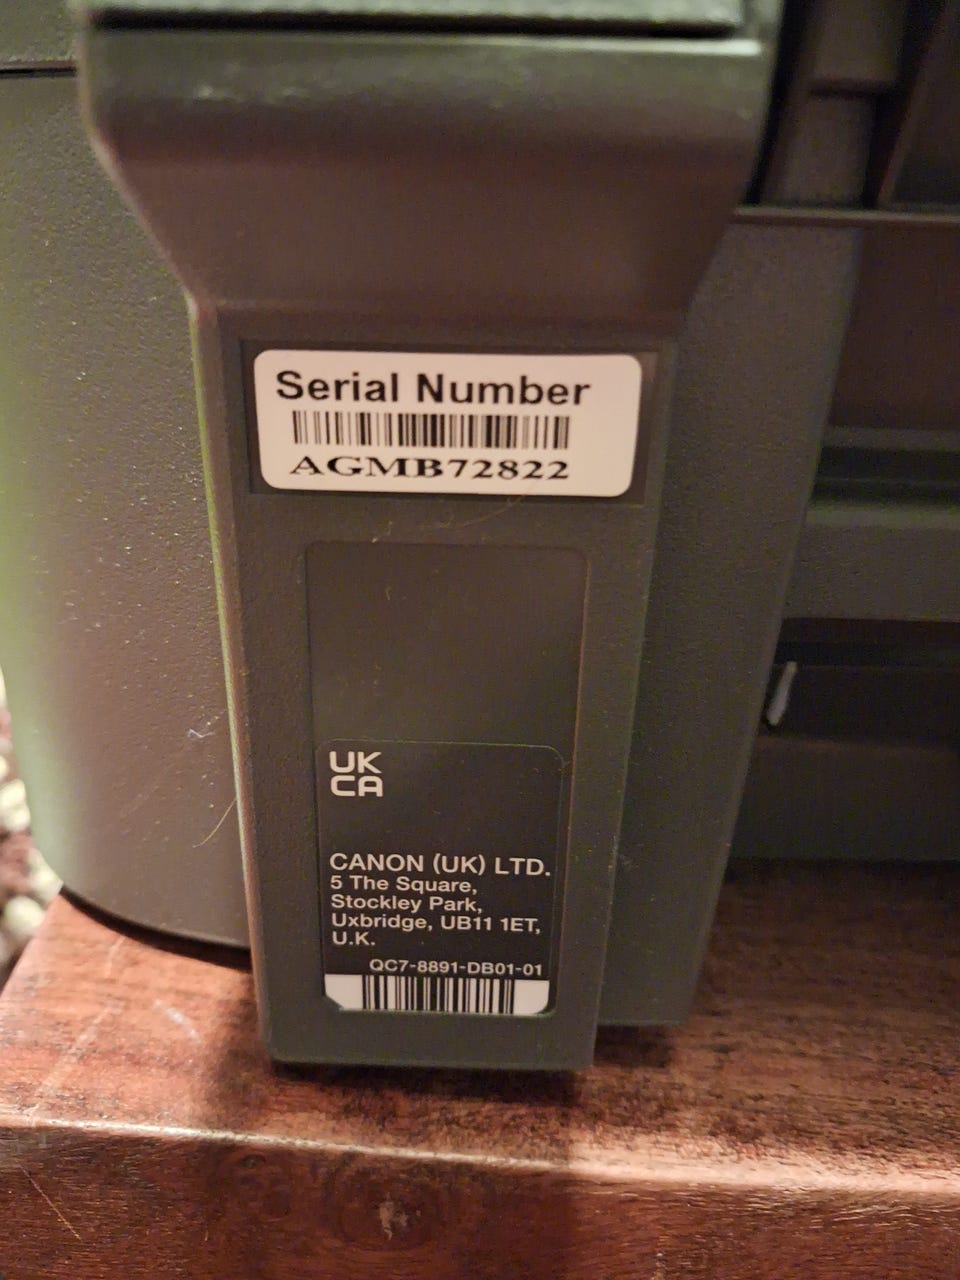 Serial Number
AGMB72822
UK
CA
CANON (UK) LTD.
5 The Square,
Stockley Park,
Uxbridge, UB11 1ET,
U.K.
QC7-8891-DB01-01